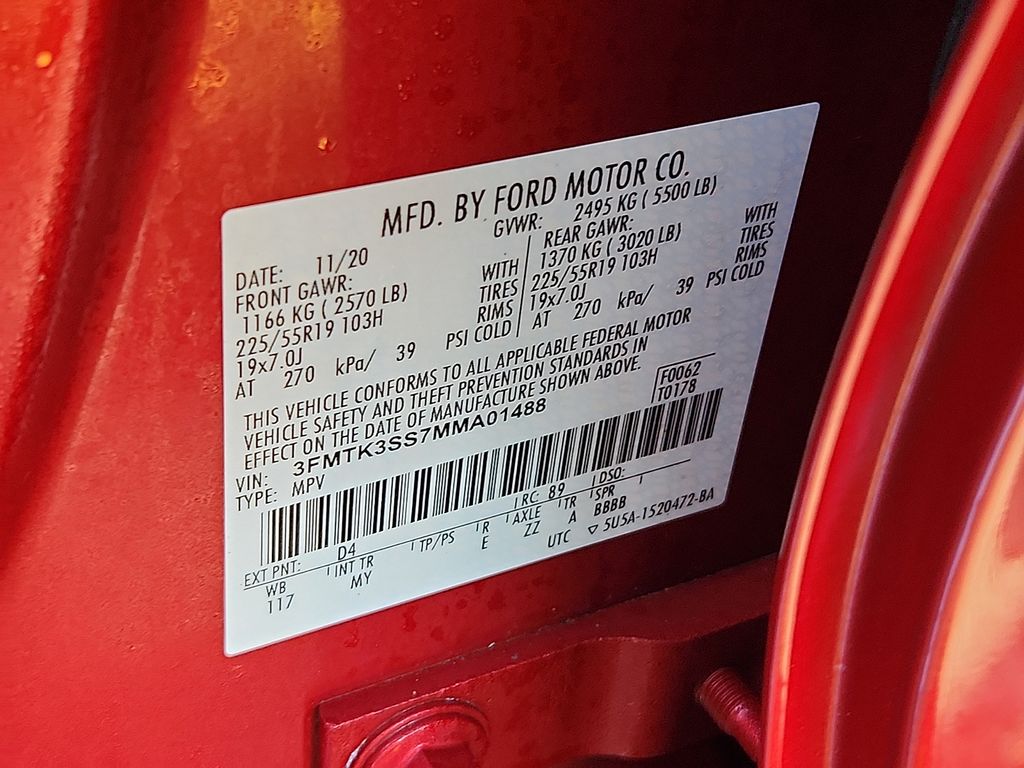 MFD. BY FORD MOTOR CO.
DATE: 11/20 GVWR: 2495 KG ( 5500 LB)
FRONT GAWR: REAR GAWR:
1166 KG ( 2570 LB) WITH 1370 KG ( 3020 LB) WITH
225/55R19 103H TIRES 225/55R19 103H TIRES
19x7.0J RIMS 19x7.0J RIMS
AT 270 kPa/ 39 PSI COLD AT 270 kPa/ 39 PSI COLD
THIS VEHICLE CONFORMS TO ALL APPLICABLE FEDERAL MOTOR
VEHICLE SAFETY AND THEFT PREVENTION STANDARDS IN
EFFECT ON THE DATE OF MANUFACTURE SHOWN ABOVE.
VIN: 3FMTK3SS7MMA01488 F0062
TYPE: MPV T0178
EXT PNT: D4 RC: 89 DSO:
WB INT TR TP/PS R AXLE TR SPR
117 MY E ZZ A BBBB
UTC ▽ 5U5A-1520472-BA